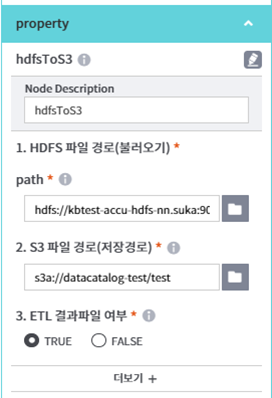 property
hdfsToS3
Node Description
hdfsToS3
1. HDFS 파일 경로(불러오기) *
path *
hdfs://kbtest-accu-hdfs-nn.suka:90
2. S3 파일 경로(저장경로) *
s3a://datacatalog-test/test
3. ETL 결과파일 여부 *
TRUE FALSE
더보기 +